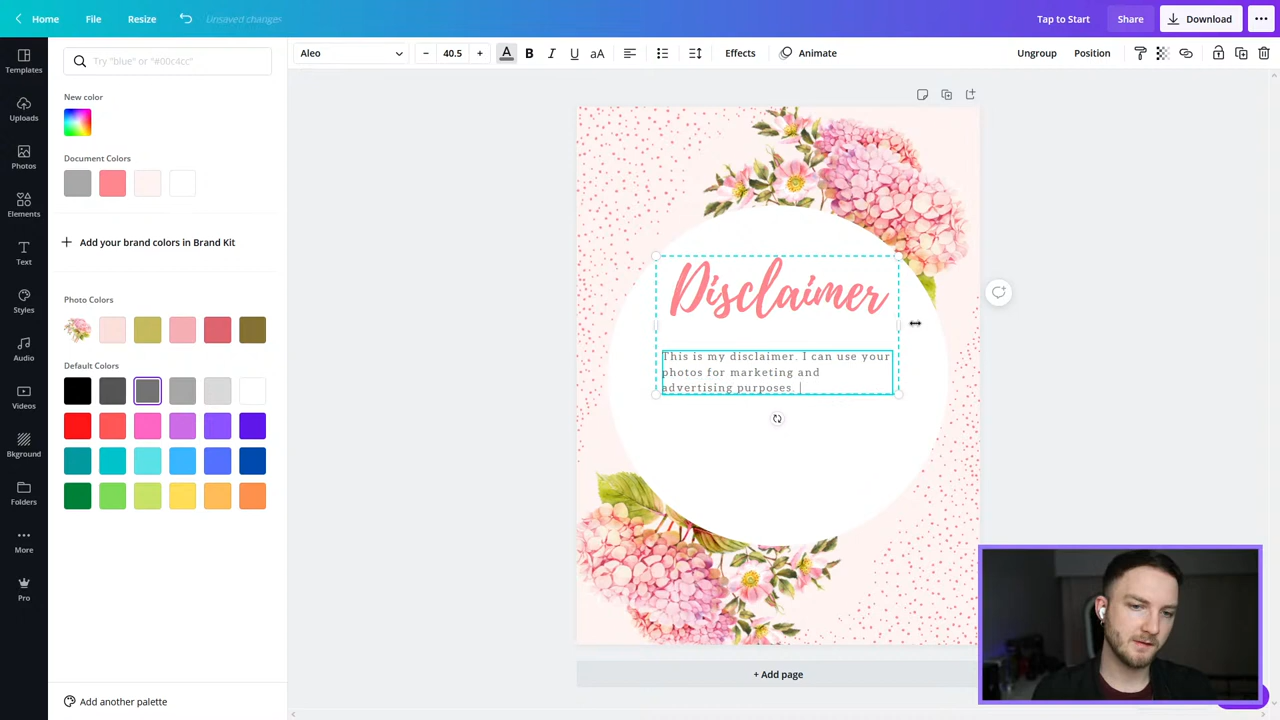 Home
File
Resize
Unsaved changes
Tap to Start
Share
Download
Templates
Uploads
Photos
Elements
Text
Styles
Audio
Videos
Bkground
Folders
More
Pro
Try "blue" or "#00c4cc"
New color
Document Colors
Add your brand colors in Brand Kit
Photo Colors
Default Colors
Add another palette
Aleo
− 40.5 +
A B I U aA
Effects
Animate
Ungroup
Position
Disclaimer
This is my disclaimer. I can use your
photos for marketing and
advertising purposes.
+ Add page